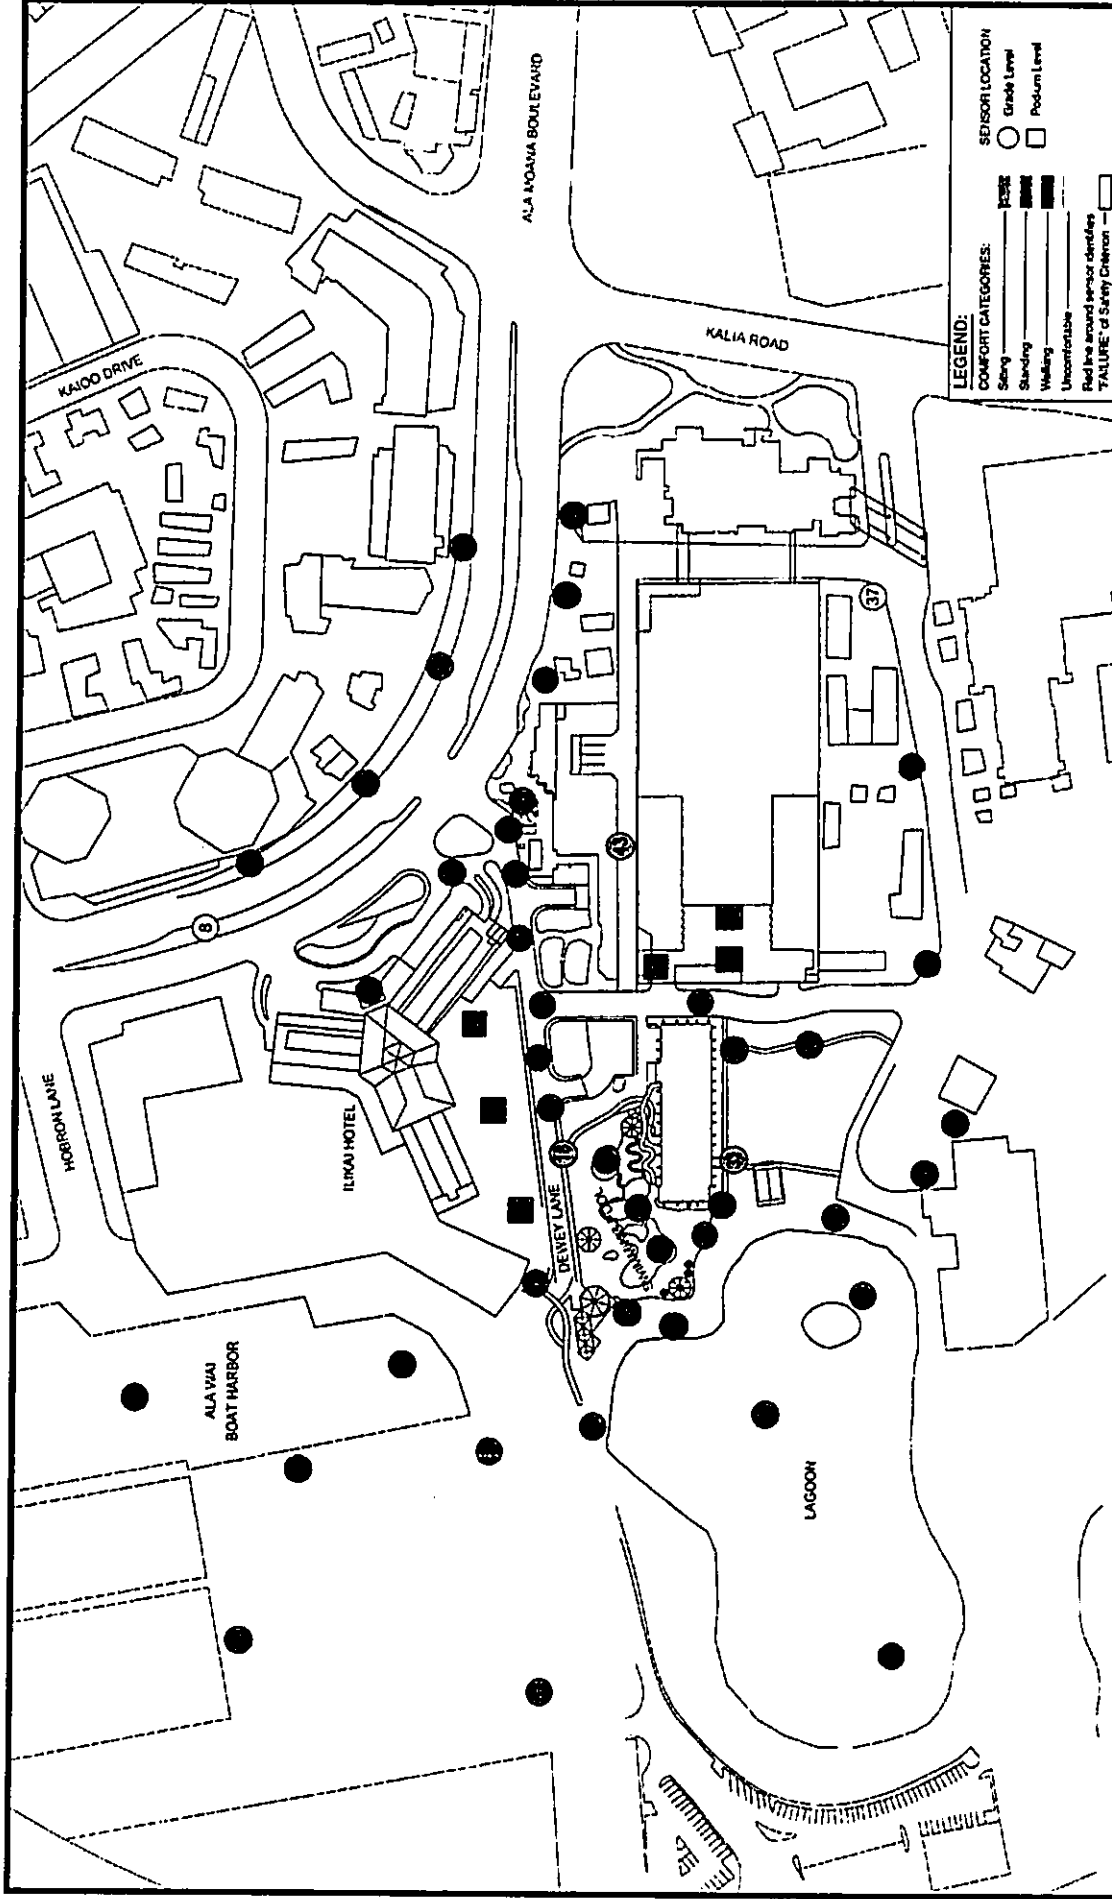 ALA MOANA BOULEVARD
KAIOO DRIVE
KALIA ROAD
HOBRON LANE
ILIKAI HOTEL
DEWEY LANE
ALA WAI
BOAT HARBOR
LAGOON
8
43
37
18
33
LEGEND:
COMFORT CATEGORIES:
Sitting
Standing
Walking
Uncomfortable
Red line around sensor identifies
"FAILURE" of Safety Criterion
SENSOR LOCATION
Grade Level
Podium Level